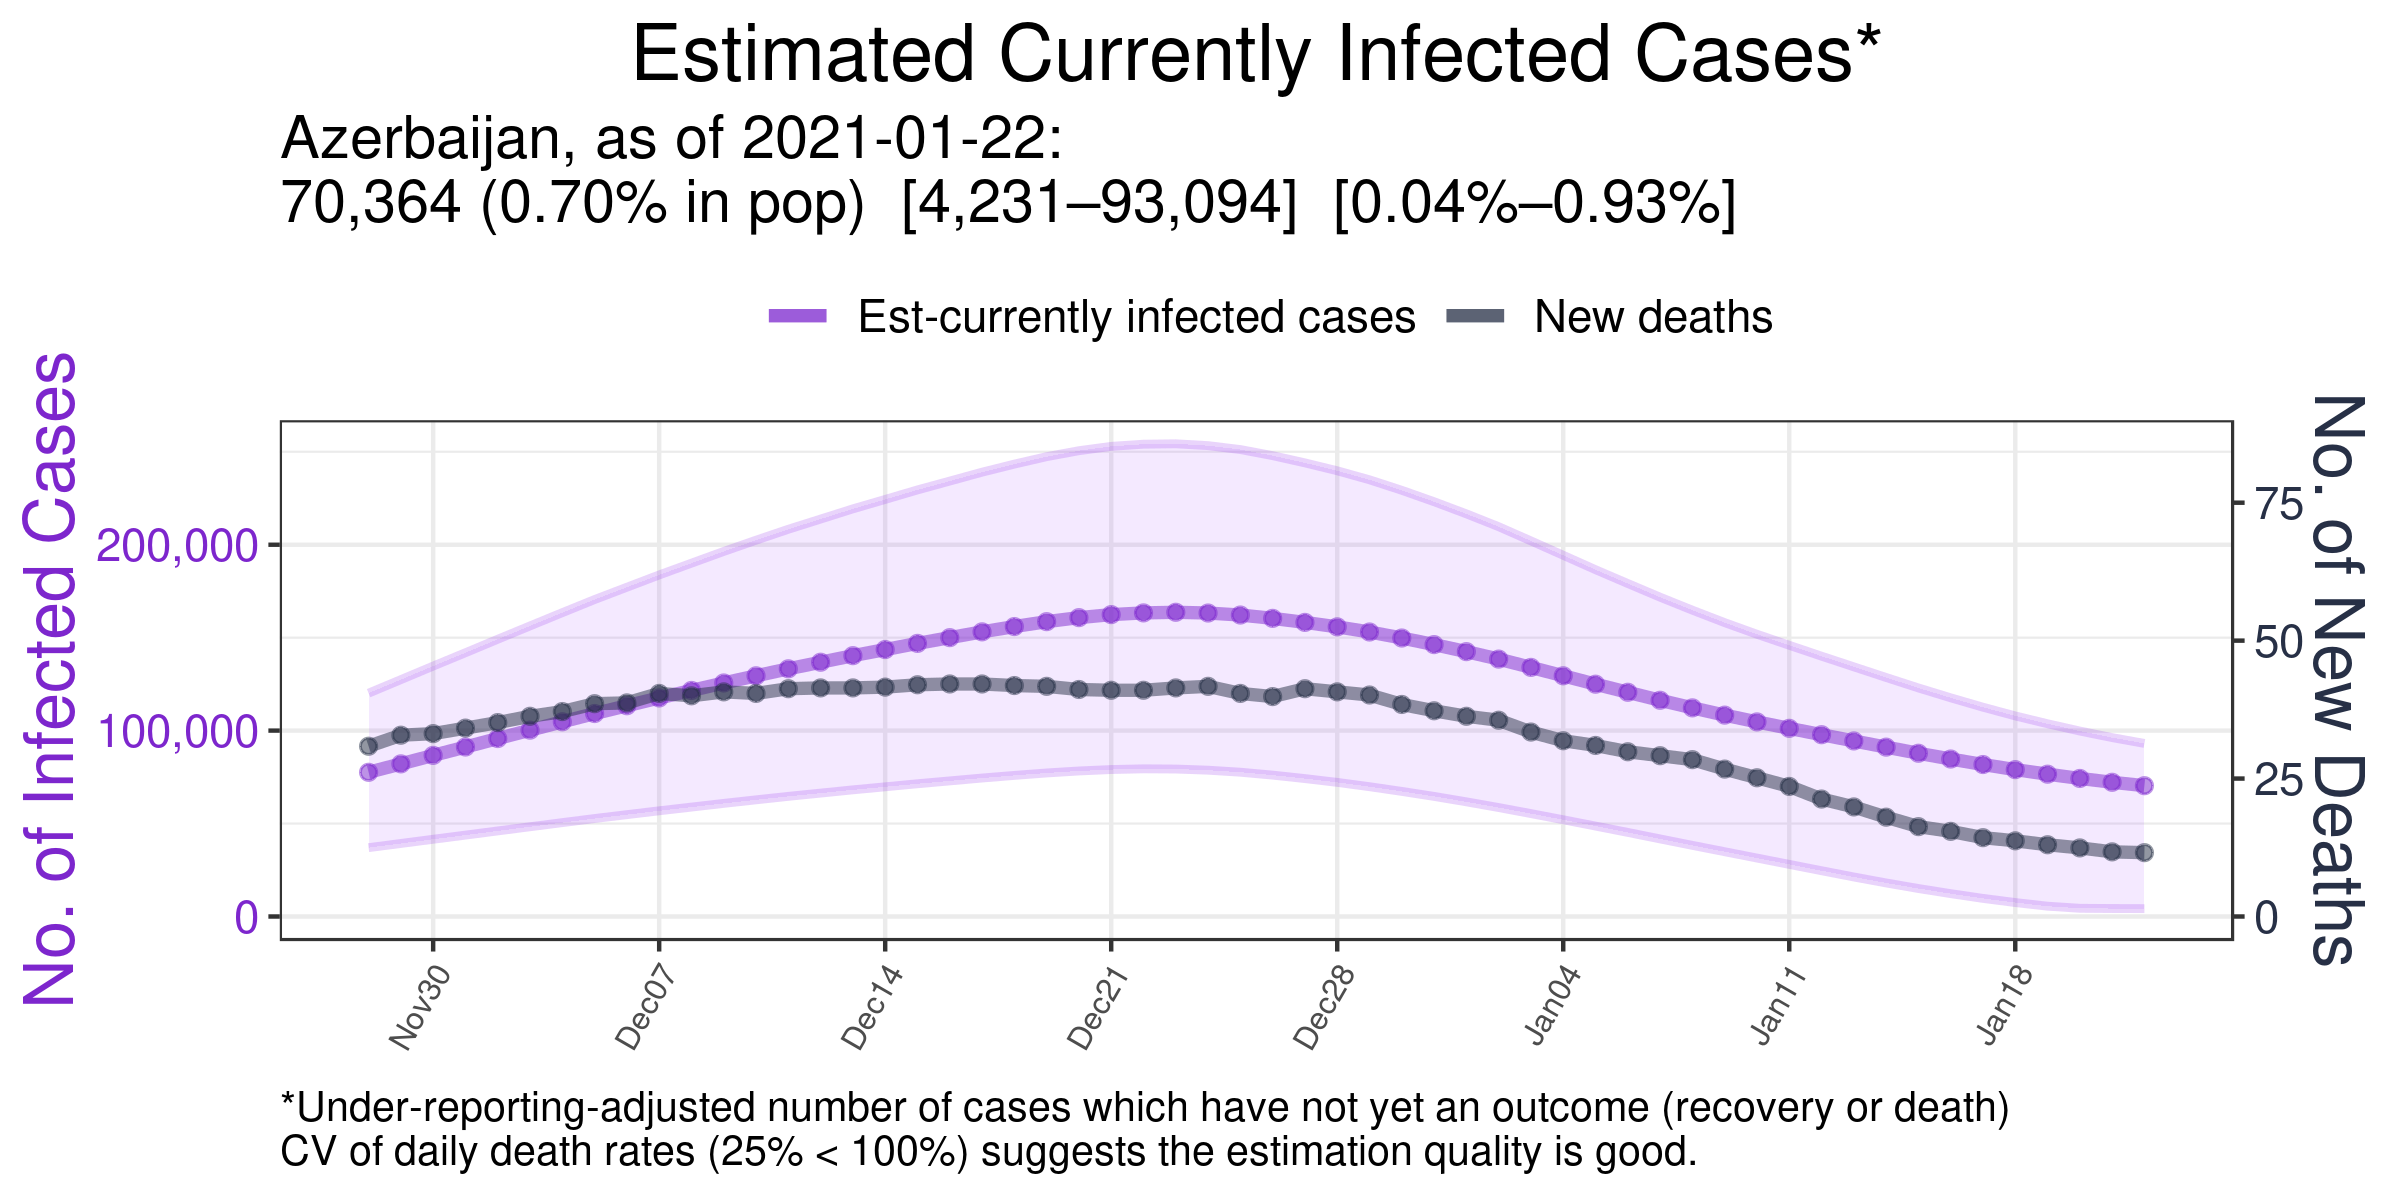 Estimated Currently Infected Cases*
Azerbaijan, as of 2021-01-22:
70,364 (0.70% in pop)  [4,231–93,094]  [0.04%–0.93%]
Est-currently infected cases
New deaths
No. of Infected Cases
200,000
100,000
0
75
50
25
0
No. of New Deaths
Nov30
Dec07
Dec14
Dec21
Dec28
Jan04
Jan11
Jan18
*Under-reporting-adjusted number of cases which have not yet an outcome (recovery or death)
CV of daily death rates (25% < 100%) suggests the estimation quality is good.